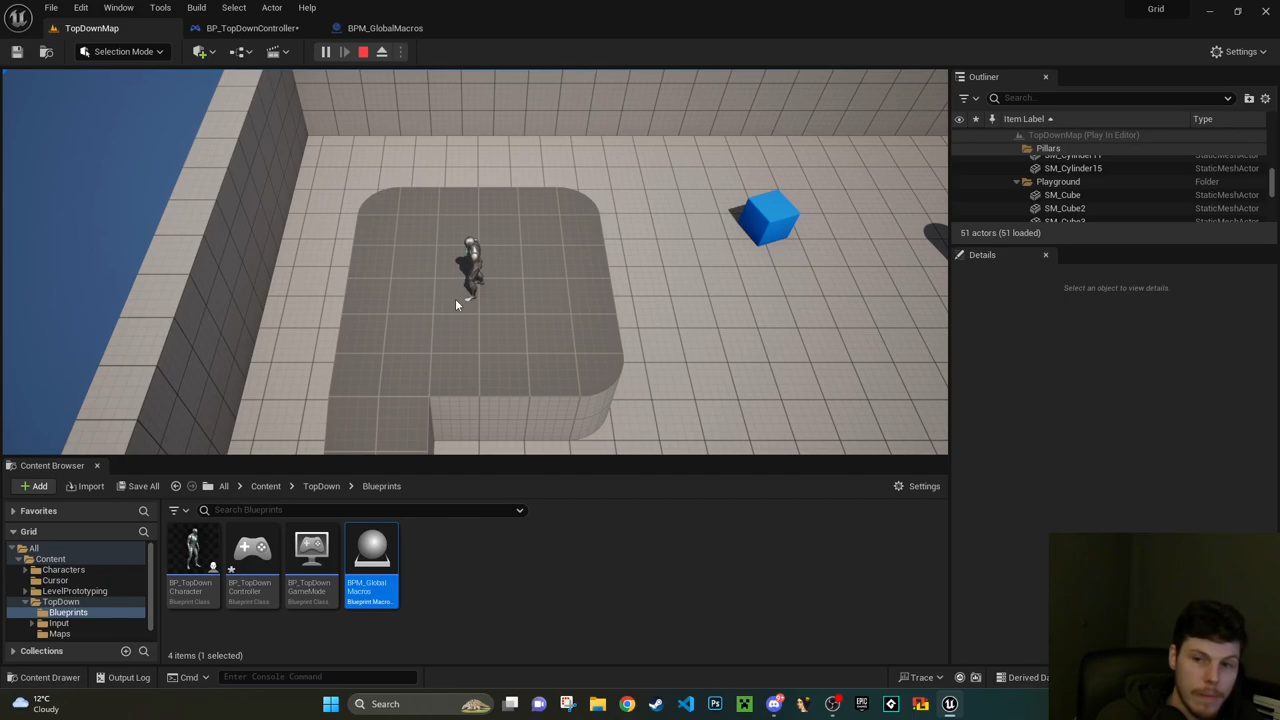 File Edit Window Tools Build Select Actor Help
Grid
TopDownMap
BP_TopDownController*
BPM_GlobalMacros
Selection Mode
Settings
Outliner
Search...
Item Label
Type
TopDownMap (Play In Editor)
Pillars
SM_Cylinder11 StaticMeshActor
SM_Cylinder15 StaticMeshActor
Playground Folder
SM_Cube StaticMeshActor
SM_Cube2 StaticMeshActor
SM_Cube3 StaticMeshActor
51 actors (51 loaded)
Details
Select an object to view details.
Content Browser
Add Import Save All All Content TopDown Blueprints Settings
Favorites
Search Blueprints
Grid
All
Content
Characters
Cursor
LevelPrototyping
TopDown
Blueprints
Input
Maps
BP_TopDown
Character
Blueprint Class
BP_TopDown
Controller
Blueprint Class
BP_TopDown
GameMode
Blueprint Class
BPM_Global
Macros
Blueprint Macro...
Collections
4 items (1 selected)
Content Drawer Output Log Cmd Enter Console Command Trace Derived Da
12°C
Cloudy
Search